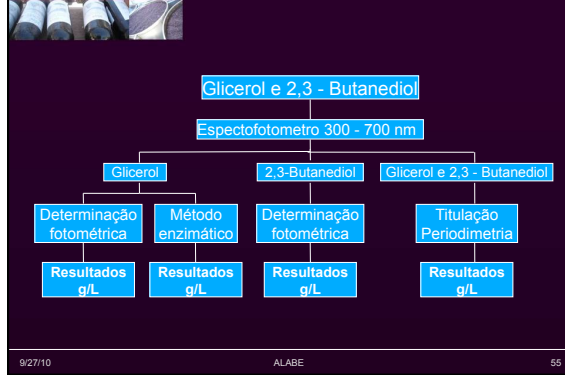 Glicerol e 2,3 - Butanediol
Espectofotometro 300 - 700 nm
Glicerol
2,3-Butanediol
Glicerol e 2,3 - Butanediol
Determinação
fotométrica
Método
enzimático
Determinação
fotométrica
Titulação
Periodimetria
Resultados
g/L
Resultados
g/L
Resultados
g/L
Resultados
g/L
9/27/10
ALABE
55